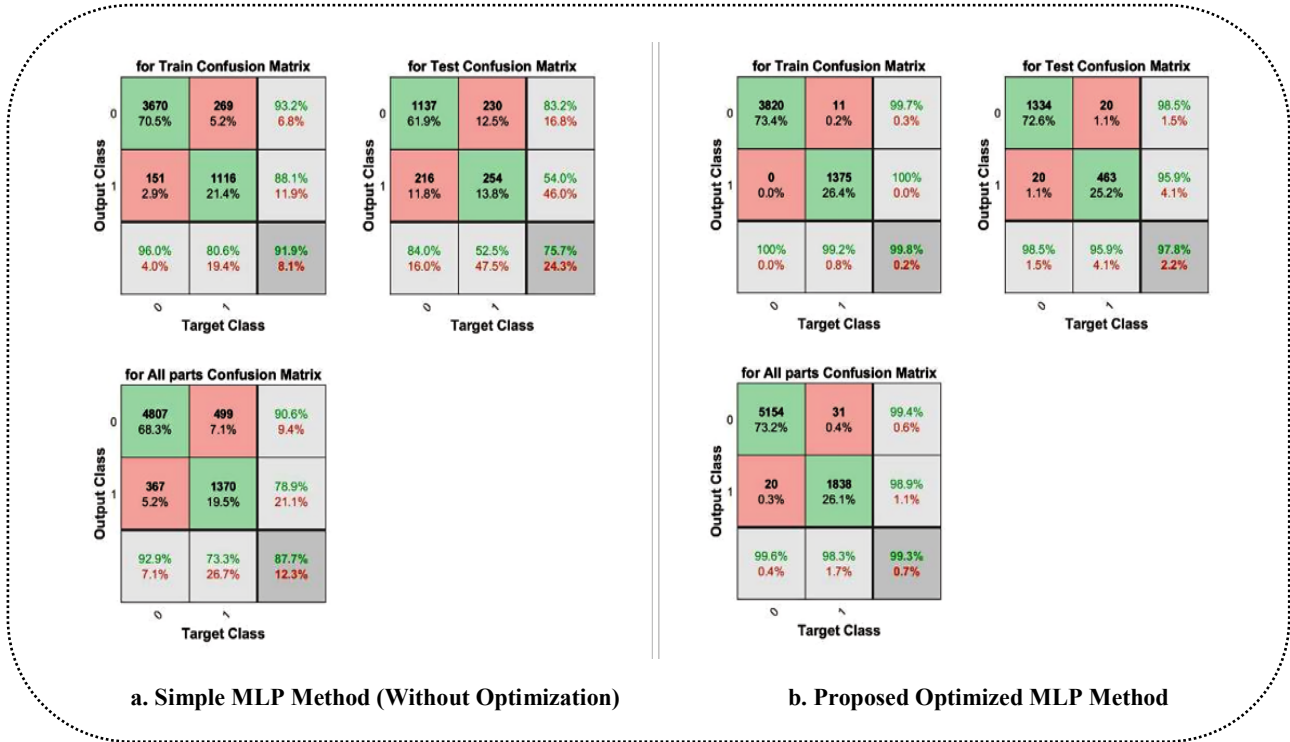 for Train Confusion Matrix
3670 269 93.2%
70.5% 5.2% 6.8%
151 1116 88.1%
2.9% 21.4% 11.9%
96.0% 80.6% 91.9%
4.0% 19.4% 8.1%
0
1
Output Class
0 1
Target Class
for Test Confusion Matrix
1137 230 83.2%
61.9% 12.5% 16.8%
216 254 54.0%
11.8% 13.8% 46.0%
84.0% 52.5% 75.7%
16.0% 47.5% 24.3%
0
1
Output Class
0 1
Target Class
for All parts Confusion Matrix
4807 499 90.6%
68.3% 7.1% 9.4%
367 1370 78.9%
5.2% 19.5% 21.1%
92.9% 73.3% 87.7%
7.1% 26.7% 12.3%
0
1
Output Class
0 1
Target Class
a. Simple MLP Method (Without Optimization)
for Train Confusion Matrix
3820 11 99.7%
73.4% 0.2% 0.3%
0 1375 100%
0.0% 26.4% 0.0%
100% 99.2% 99.8%
0.0% 0.8% 0.2%
0
1
Output Class
0 1
Target Class
for Test Confusion Matrix
1334 20 98.5%
72.6% 1.1% 1.5%
20 463 95.9%
1.1% 25.2% 4.1%
98.5% 95.9% 97.8%
1.5% 4.1% 2.2%
0
1
Output Class
0 1
Target Class
for All parts Confusion Matrix
5154 31 99.4%
73.2% 0.4% 0.6%
20 1838 98.9%
0.3% 26.1% 1.1%
99.6% 98.3% 99.3%
0.4% 1.7% 0.7%
0
1
Output Class
0 1
Target Class
b. Proposed Optimized MLP Method